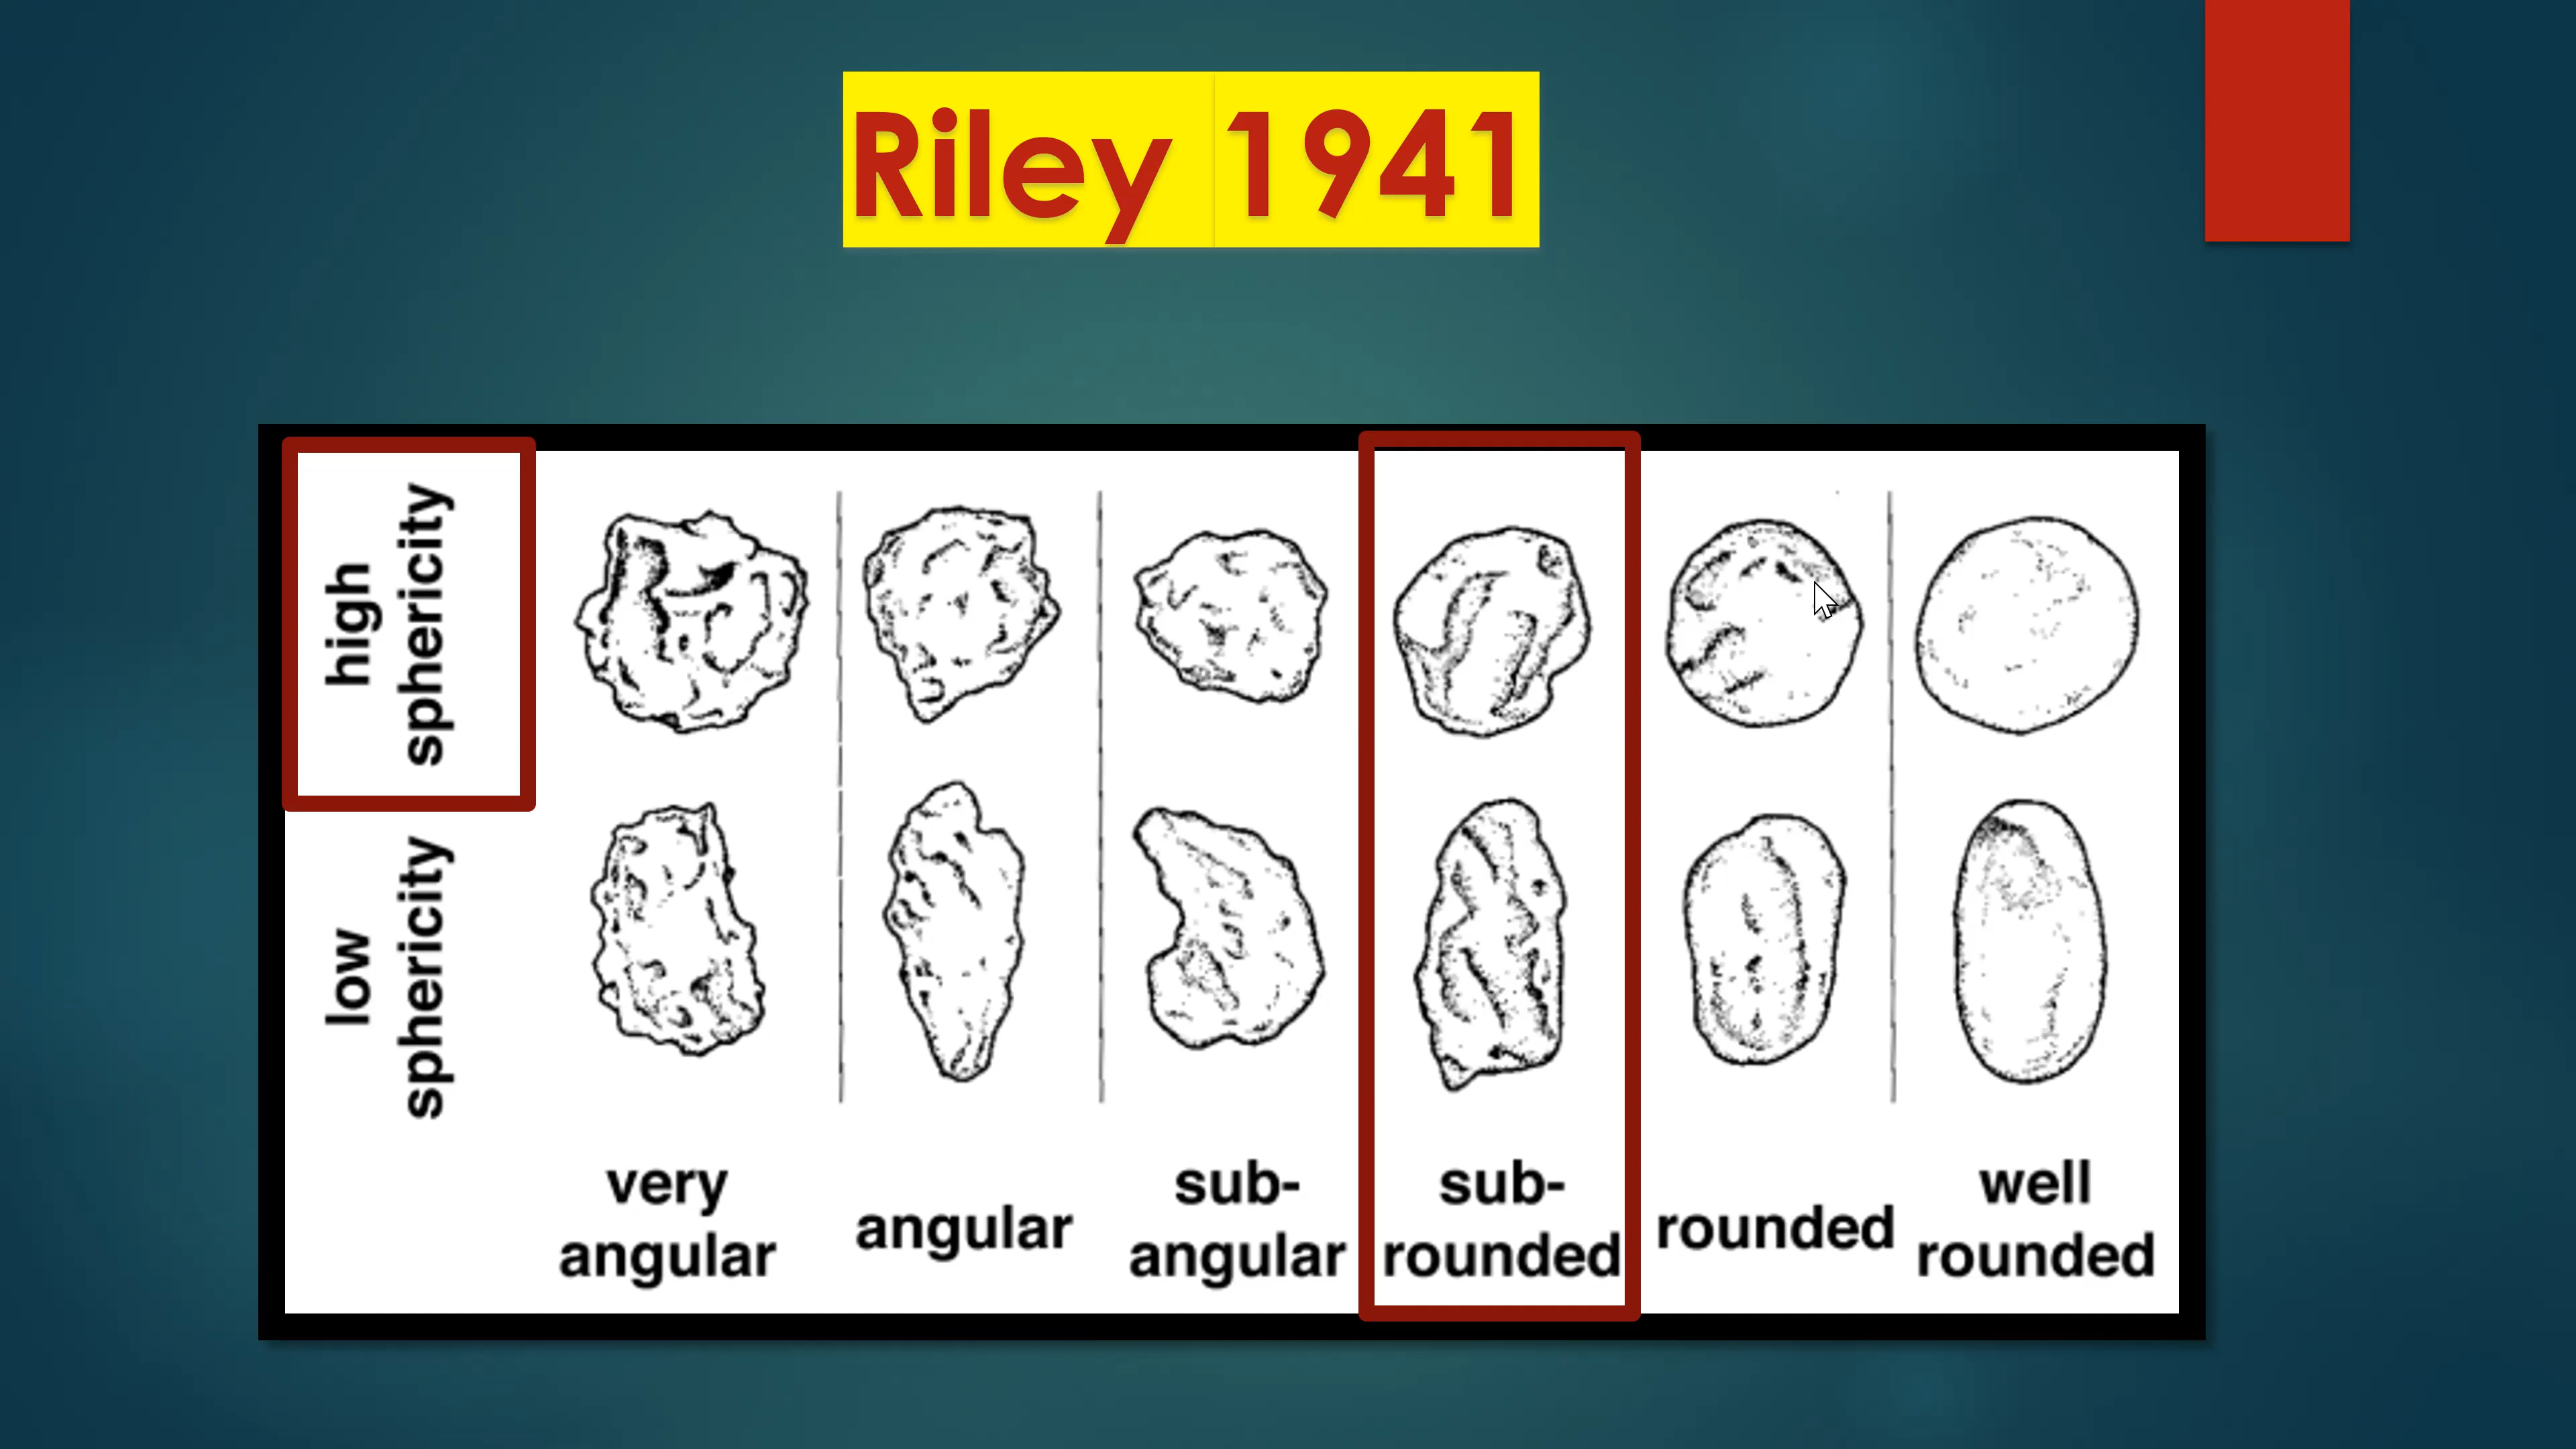 Riley 1941
high
sphericity
low
sphericity
very
angular
angular
sub-
angular
sub-
rounded
rounded
well
rounded